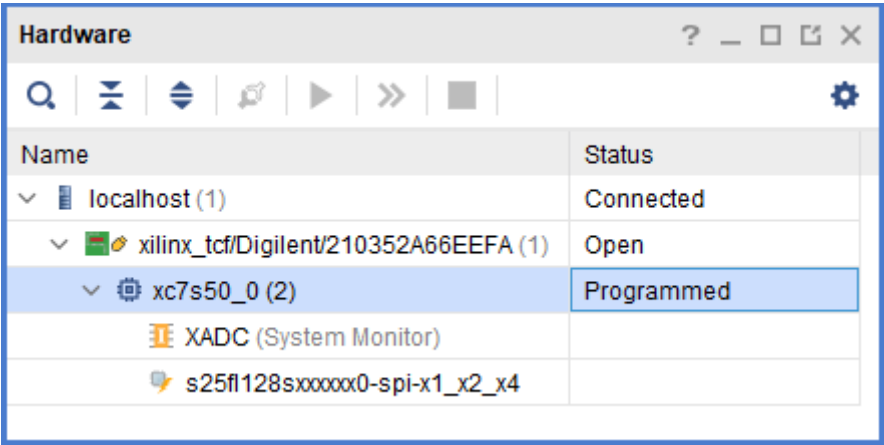 Hardware
?
Name Status
localhost (1) Connected
xilinx_tcf/Digilent/210352A66EEFA (1) Open
xc7s50_0 (2) Programmed
XADC (System Monitor)
s25fl128sxxxxxx0-spi-x1_x2_x4